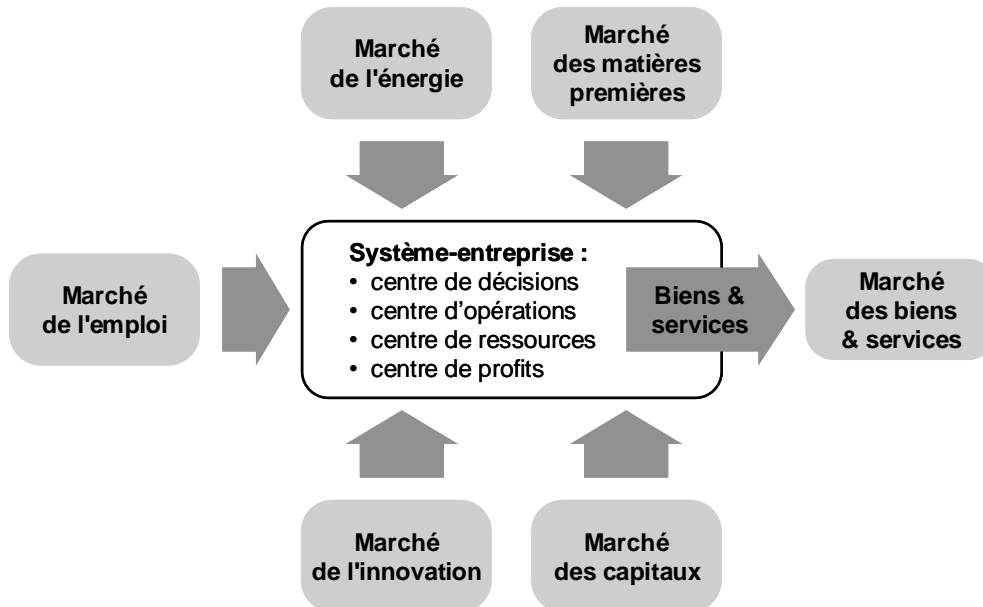 Marché
de l'énergie
Marché
des matières
premières
Marché
de l'emploi
Système-entreprise :
• centre de décisions
• centre d’opérations
• centre de ressources
• centre de profits
Biens &
services
Marché
des biens
& services
Marché
de l'innovation
Marché
des capitaux